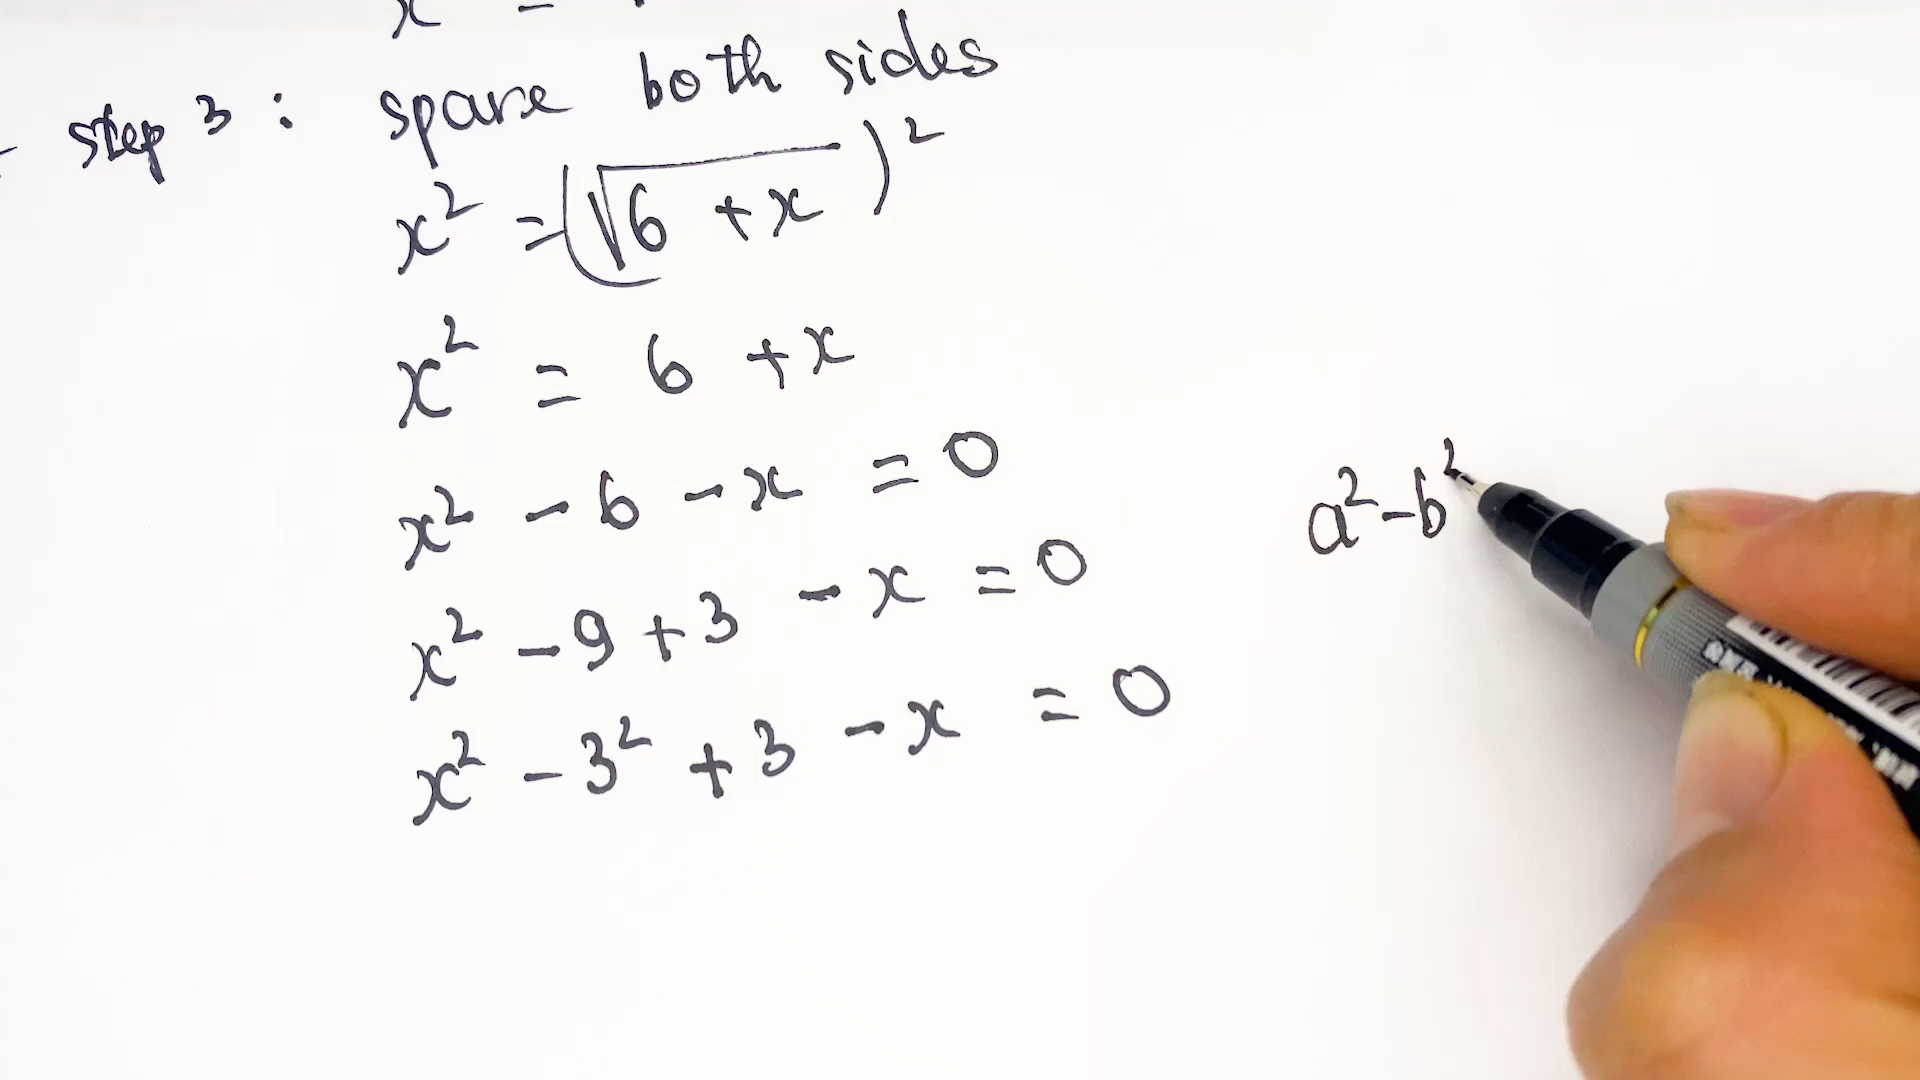 step 3 : spare both sides
x² = (√6 + x)²
x² = 6 + x
x² - 6 - x = 0
a² - b²
x² - 9 + 3 - x = 0
x² - 3² + 3 - x = 0